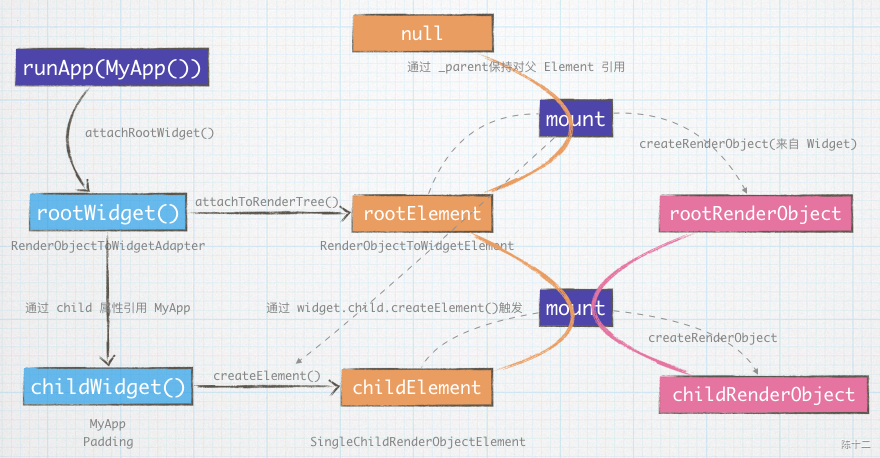 null
通过 _parent保持对父 Element 引用
runApp(MyApp())
mount
attachRootWidget()
createRenderObject(来自 Widget)
attachToRenderTree()
rootWidget()
rootElement
rootRenderObject
RenderObjectToWidgetAdapter
RenderObjectToWidgetElement
通过 child 属性引用 MyApp
通过 widget.child.createElement()触发
mount
createRenderObject
createElement()
childWidget()
childElement
childRenderObject
MyApp
Padding
SingleChildRenderObjectElement
陈十二